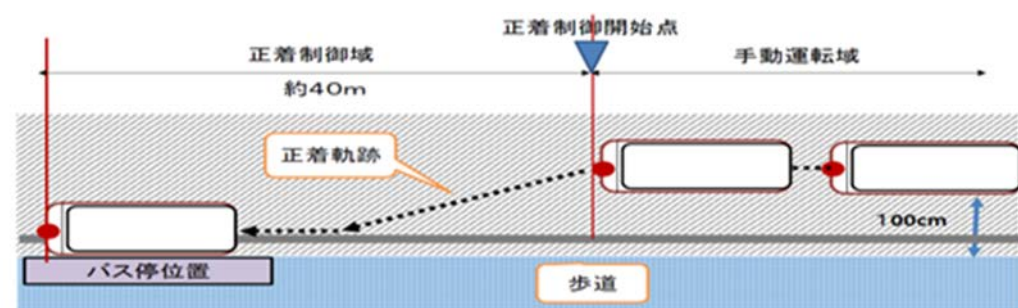 正着制御開始点
正着制御域
手動運転域
約40m
正着軌跡
100cm
バス停位置
歩道